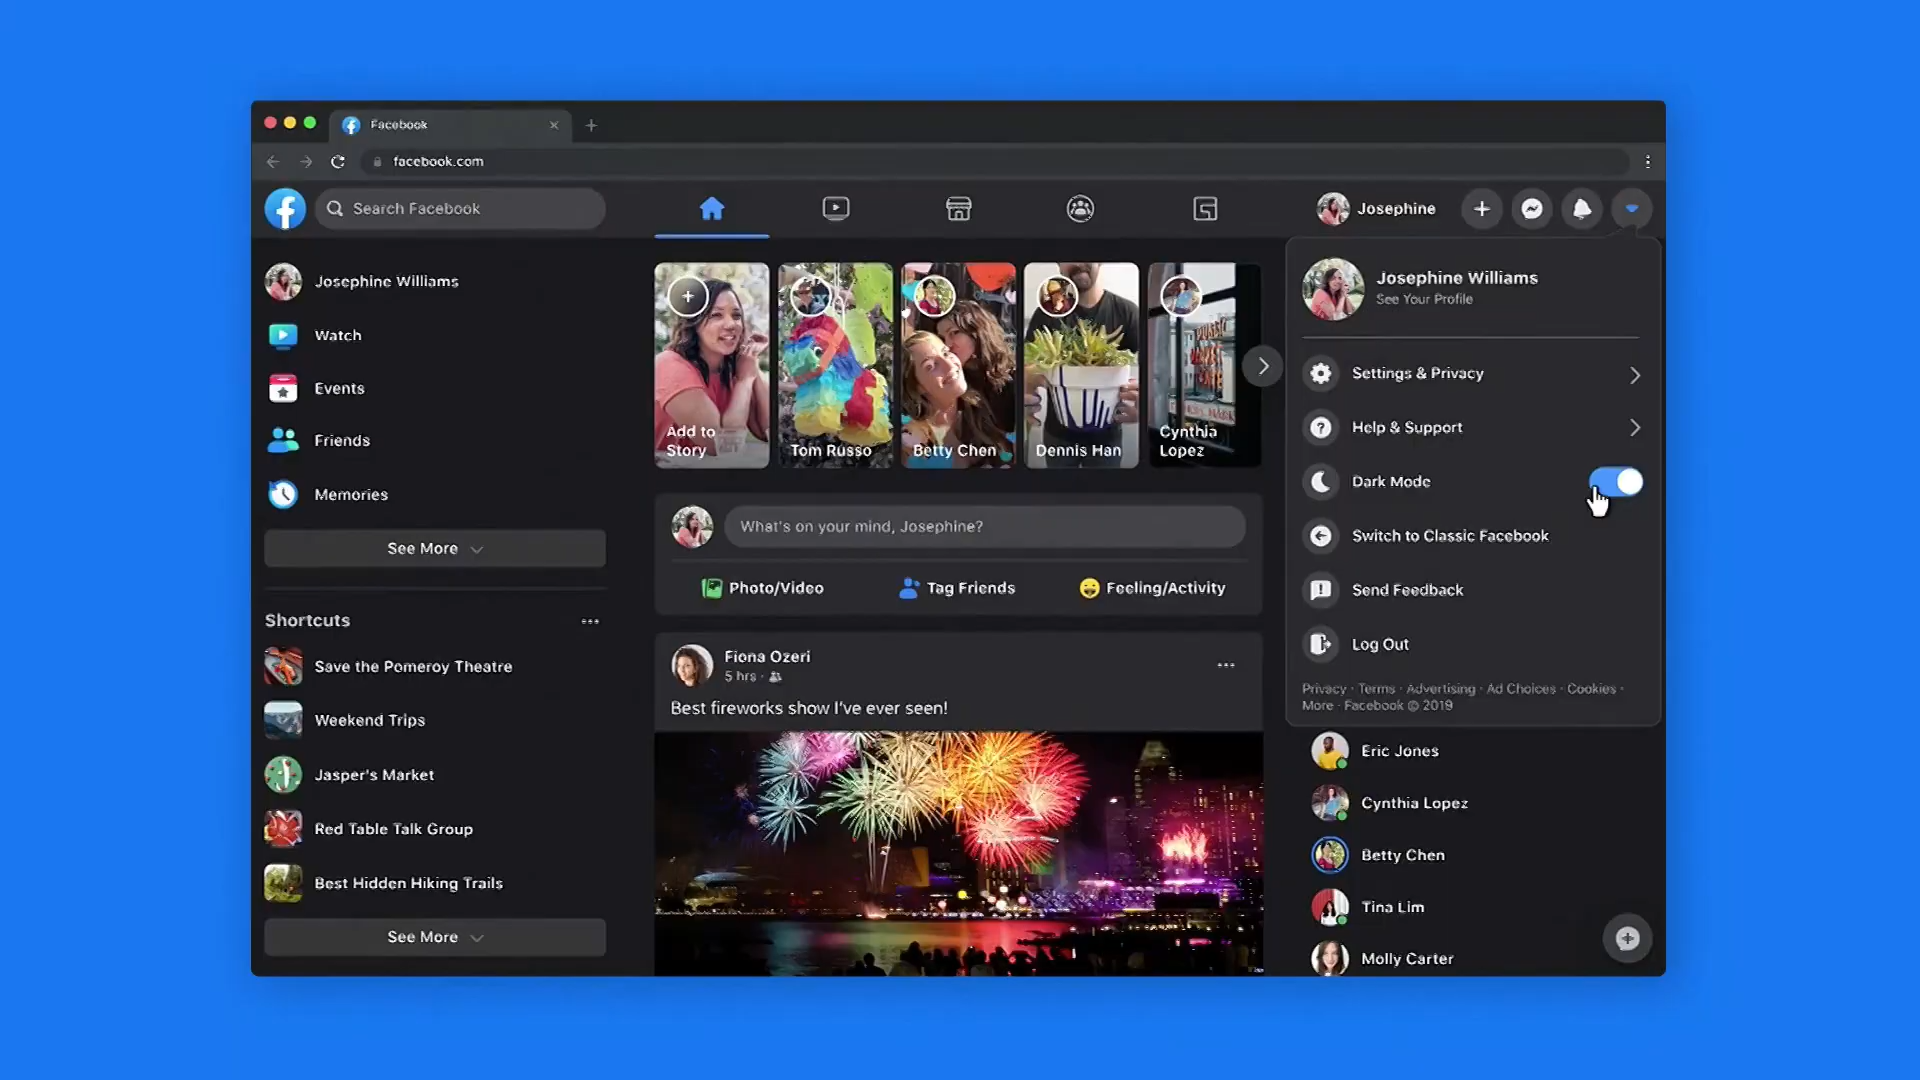 Facebook
facebook.com
Search Facebook
Josephine
Josephine Williams
Watch
Events
Friends
Memories
See More
Shortcuts
Save the Pomeroy Theatre
Weekend Trips
Jasper's Market
Red Table Talk Group
Best Hidden Hiking Trails
See More
Add to
Story
Tom Russo
Betty Chen
Dennis Han
Cynthia
Lopez
What's on your mind, Josephine?
Photo/Video
Tag Friends
Feeling/Activity
Fiona Ozeri
5 hrs ·
Best fireworks show I've ever seen!
Josephine Williams
See Your Profile
Settings & Privacy
Help & Support
Dark Mode
Switch to Classic Facebook
Send Feedback
Log Out
Privacy · Terms · Advertising · Ad Choices · Cookies ·
More · Facebook © 2019
Eric Jones
Cynthia Lopez
Betty Chen
Tina Lim
Molly Carter